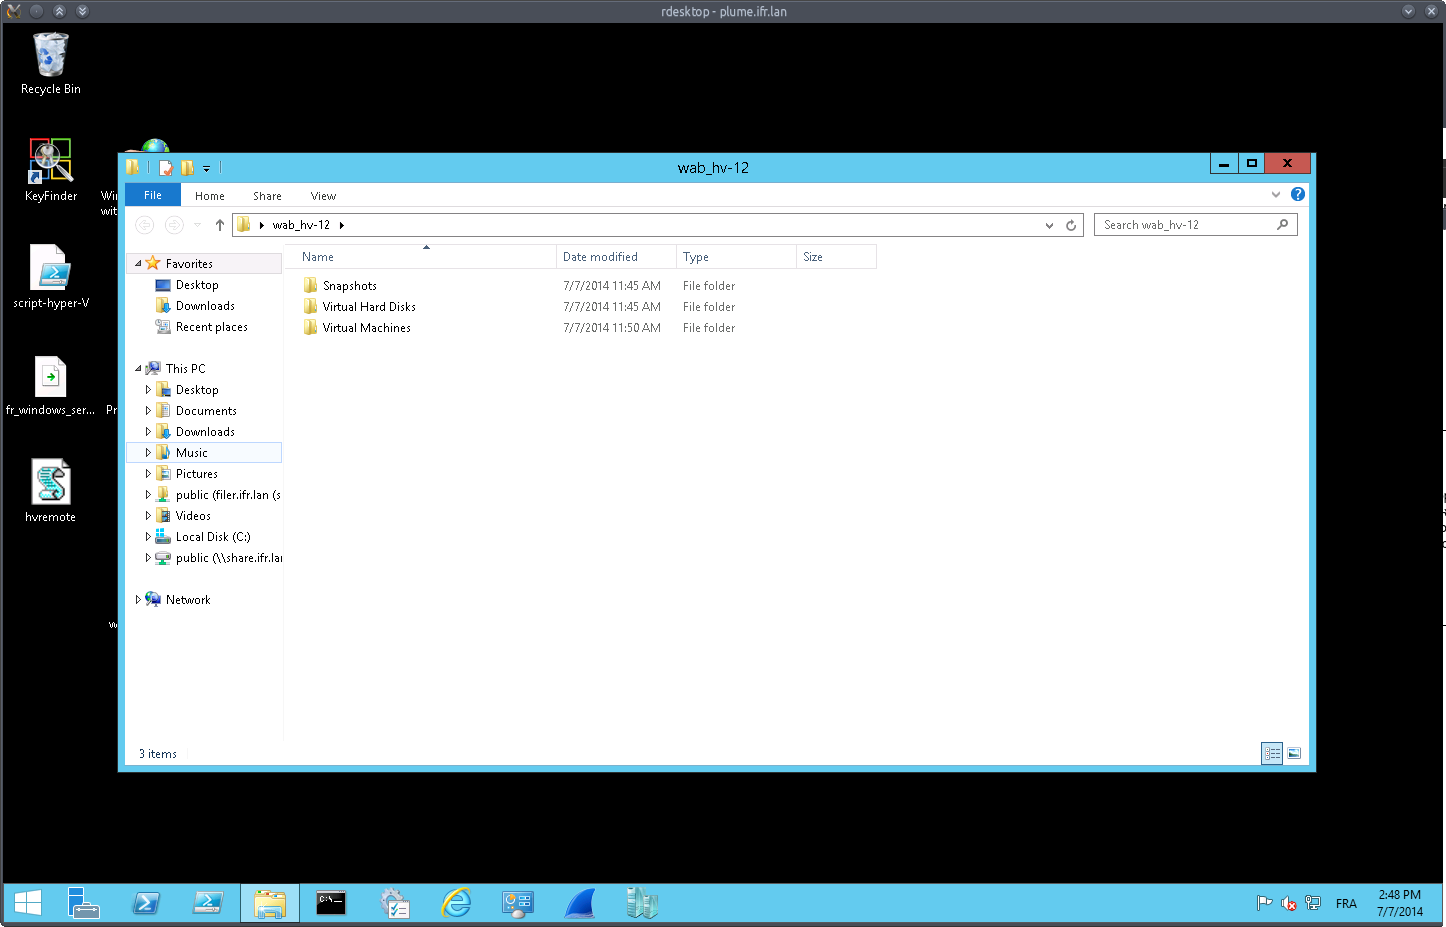 rdesktop - plume.ifr.lan
Recycle Bin
KeyFinder
script-hyper-V
fr_windows_ser...
hvremote
wab_hv-12
File
Home
Share
View
wab_hv-12
Search wab_hv-12
Name
Date modified
Type
Size
Snapshots
7/7/2014 11:45 AM
File folder
Virtual Hard Disks
7/7/2014 11:45 AM
File folder
Virtual Machines
7/7/2014 11:50 AM
File folder
Favorites
Desktop
Downloads
Recent places
This PC
Desktop
Documents
Downloads
Music
Pictures
public (filer.ifr.lan (s
Videos
Local Disk (C:)
public (\\share.ifr.lan
Network
3 items
C:\_
FRA
2:48 PM
7/7/2014